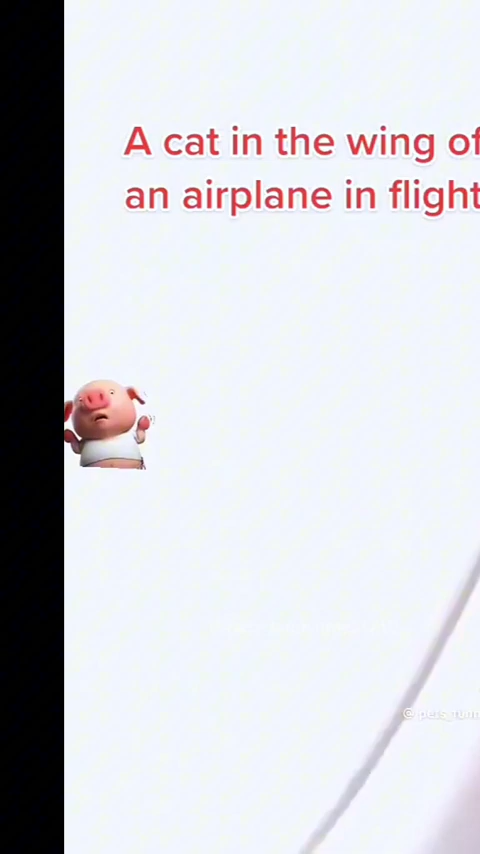 A cat in the wing of
an airplane in flight